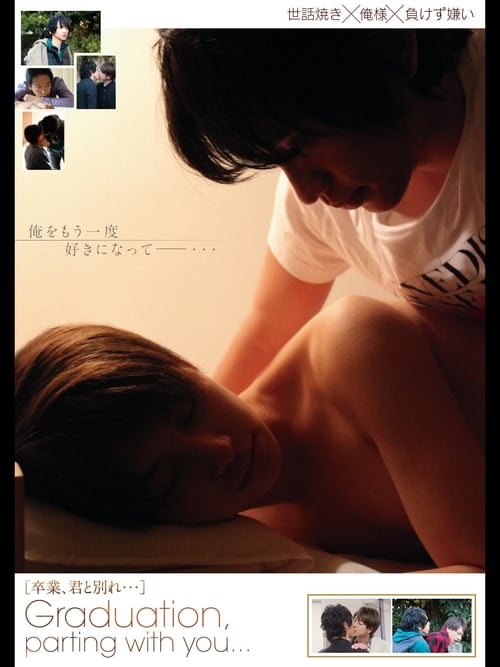 世話焼き×俺様×負けず嫌い
俺をもう一度
好きになって──・・・
[卒業、君と別れ・・・]
Graduation,
parting with you...